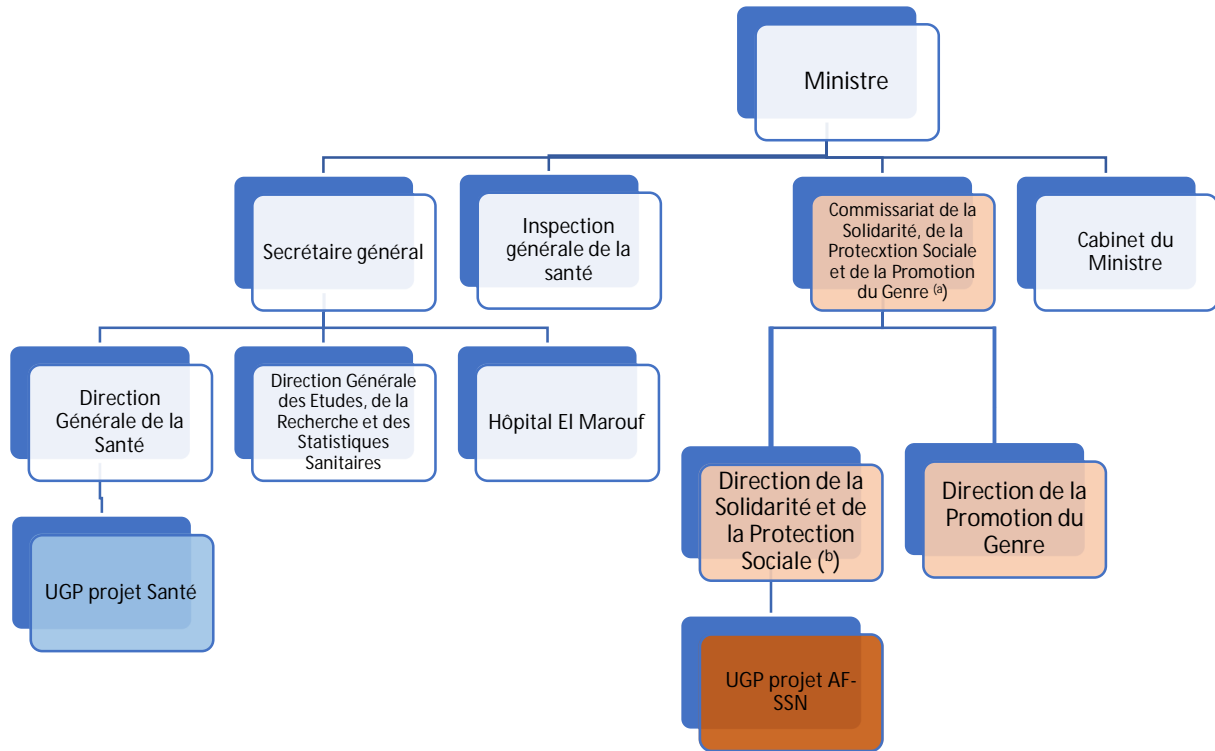 Ministre
Secrétaire général
Inspection
générale de la
santé
Commissariat de la
Solidarité, de la
Protecxtion Sociale
et de la Promotion
du Genre (a)
Cabinet du
Ministre
Direction
Générale de la
Santé
Direction Générale
des Etudes, de la
Recherche et des
Statistiques
Sanitaires
Hôpital El Marouf
Direction de la
Solidarité et de
la Protection
Sociale (b)
Direction de la
Promotion du
Genre
UGP projet Santé
UGP projet AF-
SSN